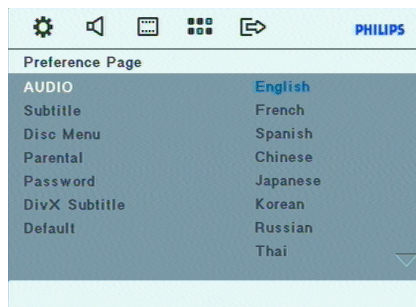 PHILIPS
Preference Page
AUDIO English
Subtitle French
Disc Menu Spanish
Parental Chinese
Password Japanese
DivX Subtitle Korean
Default Russian
Thai